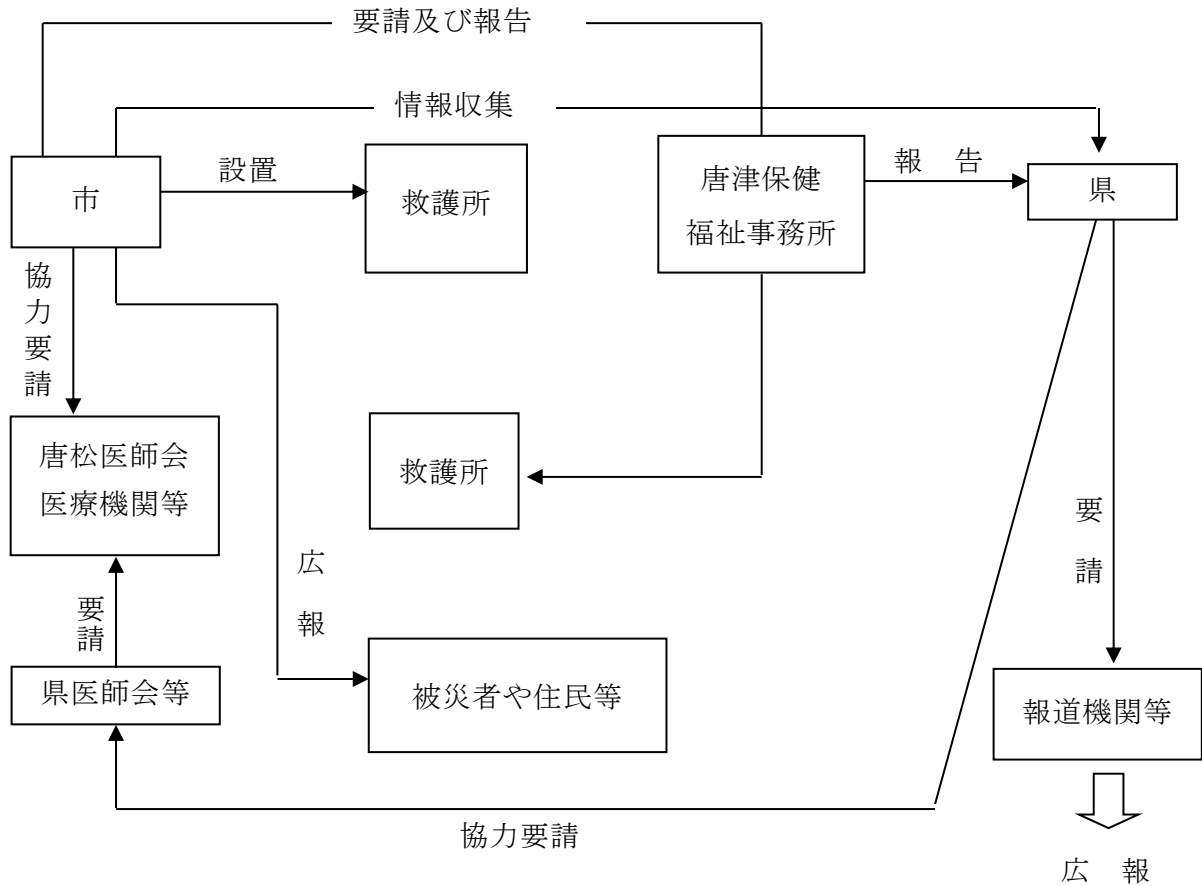 要請及び報告
情報収集
市
設置
救護所
唐津保健
福祉事務所
報 告
県
協力要請
唐松医師会
医療機関等
救護所
広報
要請
要請
県医師会等
被災者や住民等
報道機関等
協力要請
広 報